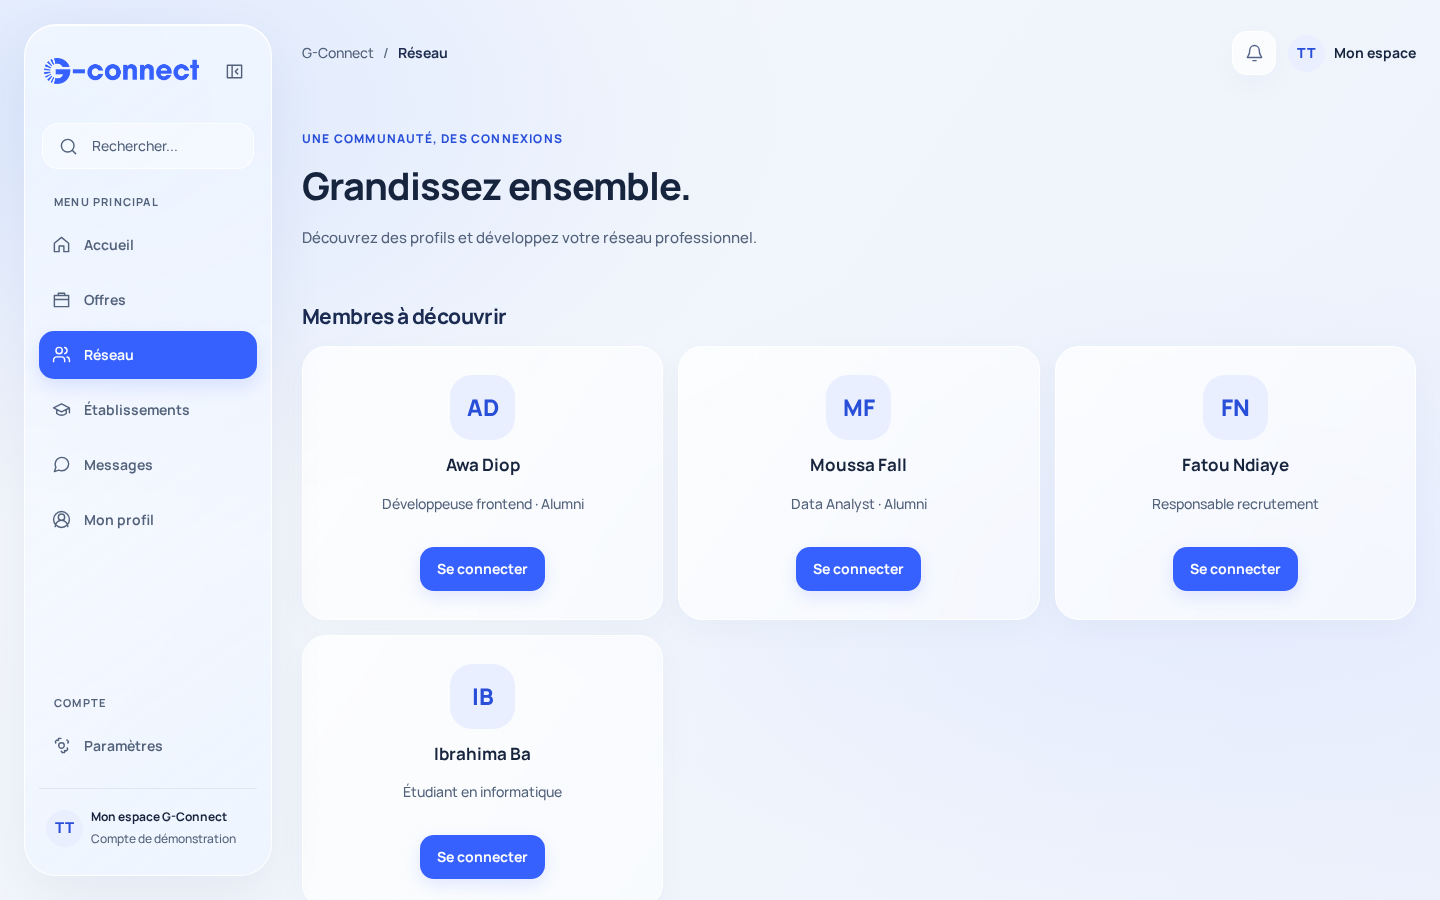 G-connect
Rechercher...
MENU PRINCIPAL
Accueil
Offres
Réseau
Établissements
Messages
Mon profil
COMPTE
Paramètres
TT
Mon espace G-Connect
Compte de démonstration
G-Connect / Réseau
TT Mon espace
UNE COMMUNAUTÉ, DES CONNEXIONS
Grandissez ensemble.
Découvrez des profils et développez votre réseau professionnel.
Membres à découvrir
AD
Awa Diop
Développeuse frontend · Alumni
Se connecter
MF
Moussa Fall
Data Analyst · Alumni
Se connecter
FN
Fatou Ndiaye
Responsable recrutement
Se connecter
IB
Ibrahima Ba
Étudiant en informatique
Se connecter